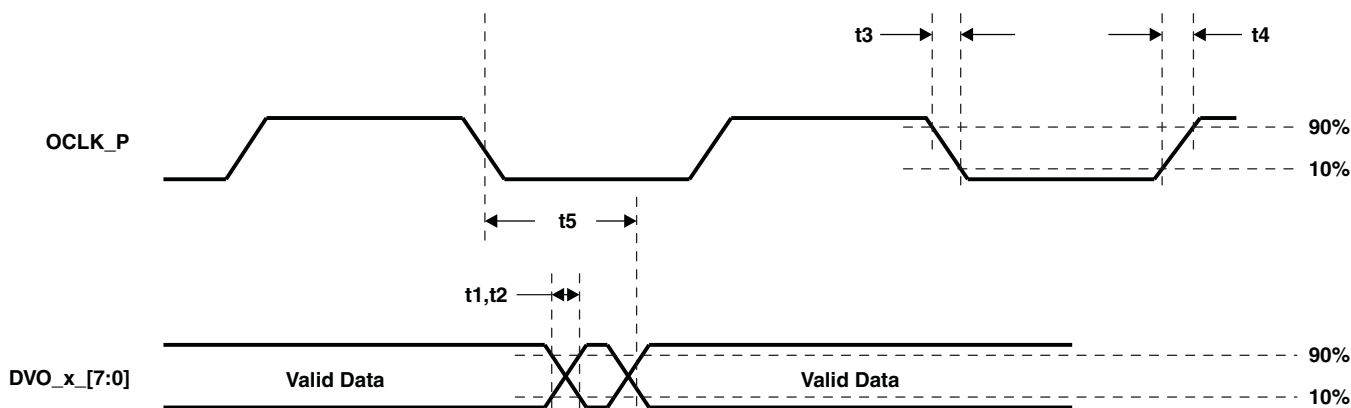 t3
t4
OCLK_P
90%
10%
t5
t1,t2
DVO_x_[7:0]
Valid Data
Valid Data
90%
10%